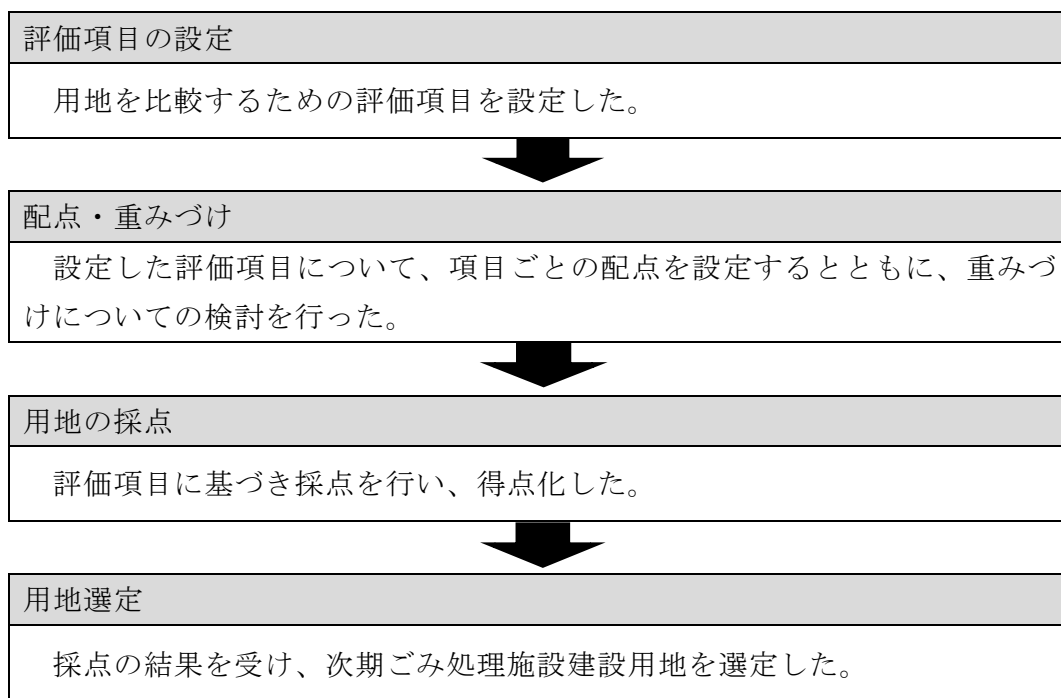 評価項目の設定
用地を比較するための評価項目を設定した。
配点・重みづけ
設定した評価項目について、項目ごとの配点を設定するとともに、重みづ
けについての検討を行った。
用地の採点
評価項目に基づき採点を行い、得点化した。
用地選定
採点の結果を受け、次期ごみ処理施設建設用地を選定した。